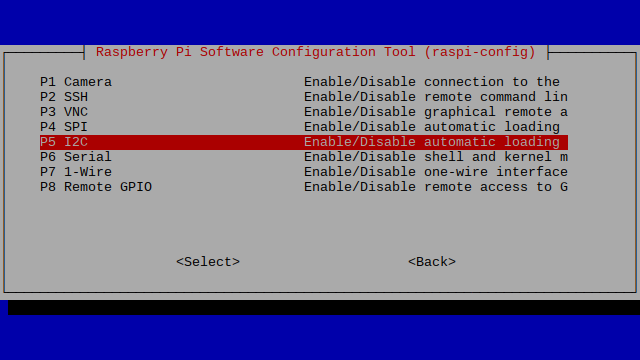 Raspberry Pi Software Configuration Tool (raspi-config)
P1 Camera Enable/Disable connection to the
P2 SSH Enable/Disable remote command lin
P3 VNC Enable/Disable graphical remote a
P4 SPI Enable/Disable automatic loading
P5 I2C Enable/Disable automatic loading
P6 Serial Enable/Disable shell and kernel m
P7 1-Wire Enable/Disable one-wire interface
P8 Remote GPIO Enable/Disable remote access to G
<Select> <Back>